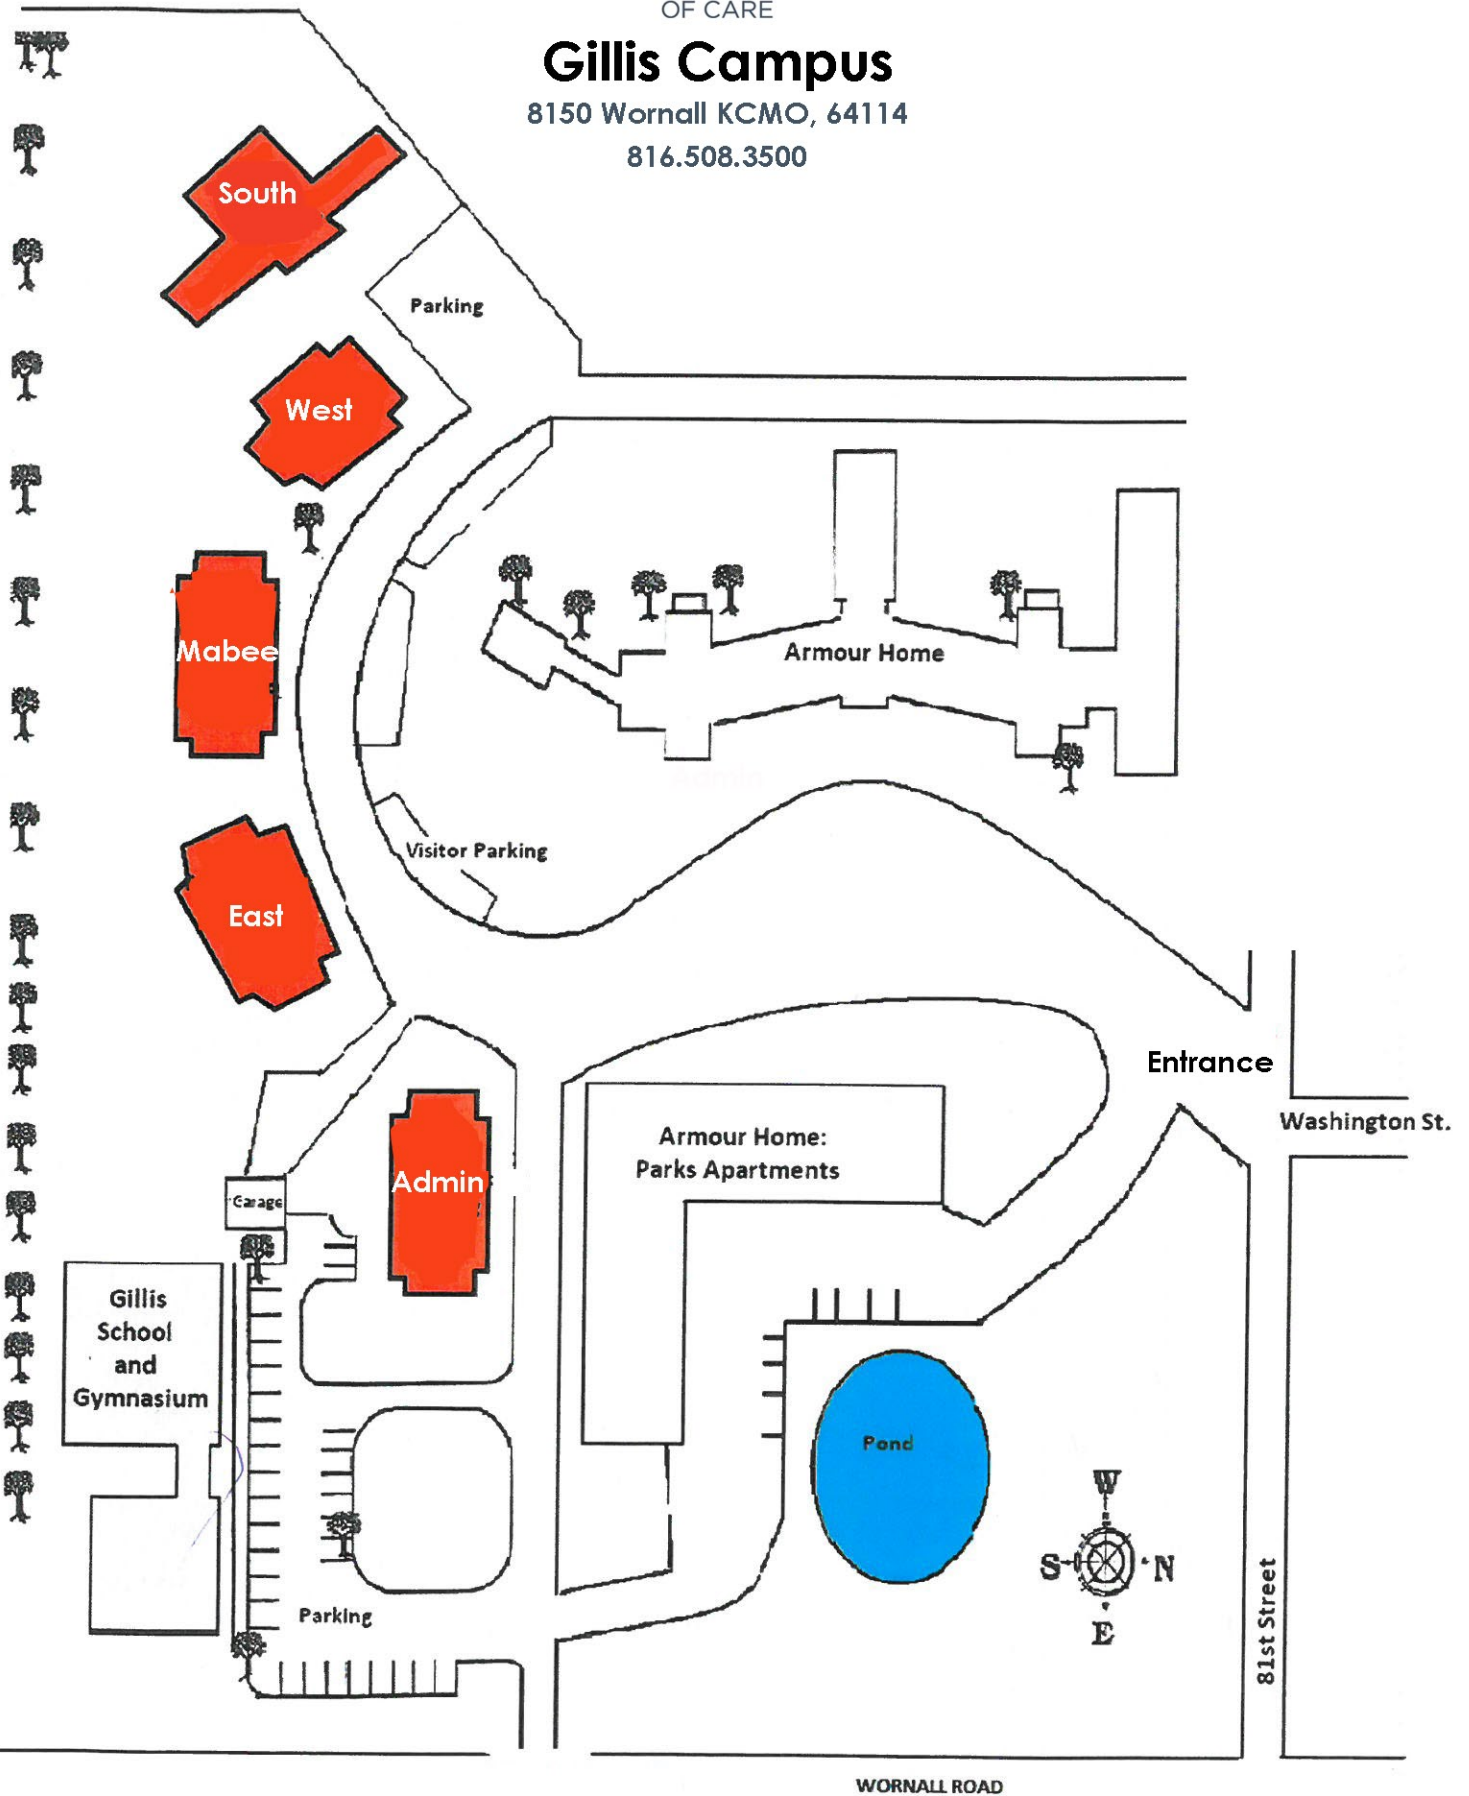 OF CARE
Gillis Campus
8150 Wornall KCMO, 64114
816.508.3500
South
Parking
West
Mabee
Armour Home
Visitor Parking
East
Entrance
Washington St.
Armour Home:
Parks Apartments
Admin
Garage
Gillis
School
and
Gymnasium
Pond
W
S
N
E
81st Street
Parking
WORNALL ROAD